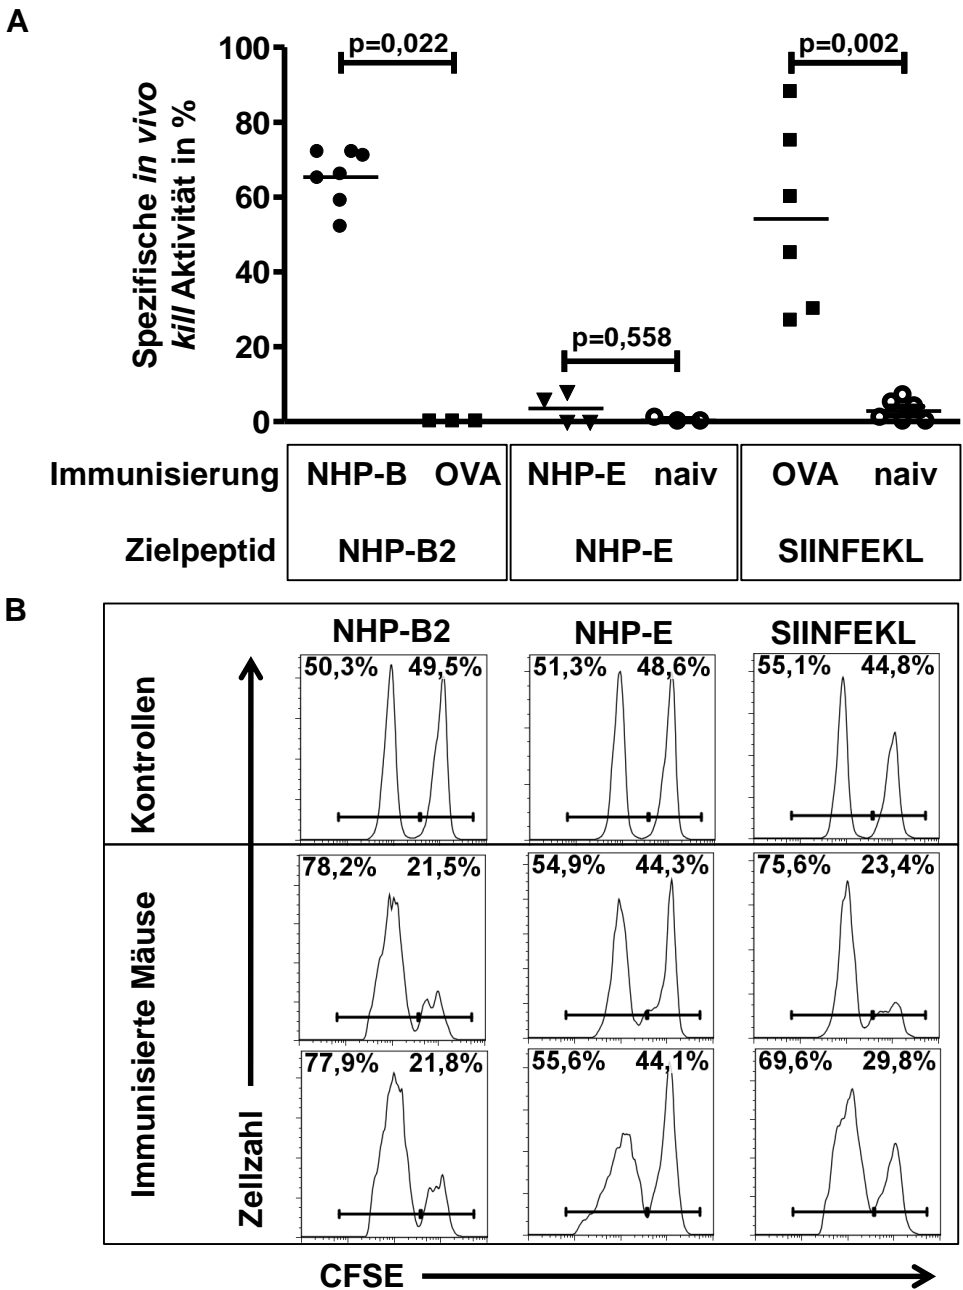 A
Spezifische in vivo
kill Aktivität in %
100
80
60
40
20
0
p=0,022
p=0,558
p=0,002
Immunisierung NHP-B OVA NHP-E naiv OVA naiv
Zielpeptid NHP-B2 NHP-E SIINFEKL
B
NHP-B2 NHP-E SIINFEKL
Kontrollen
50,3% 49,5% 51,3% 48,6% 55,1% 44,8%
Immunisierte Mäuse
78,2% 21,5% 54,9% 44,3% 75,6% 23,4%
77,9% 21,8% 55,6% 44,1% 69,6% 29,8%
Zellzahl
CFSE